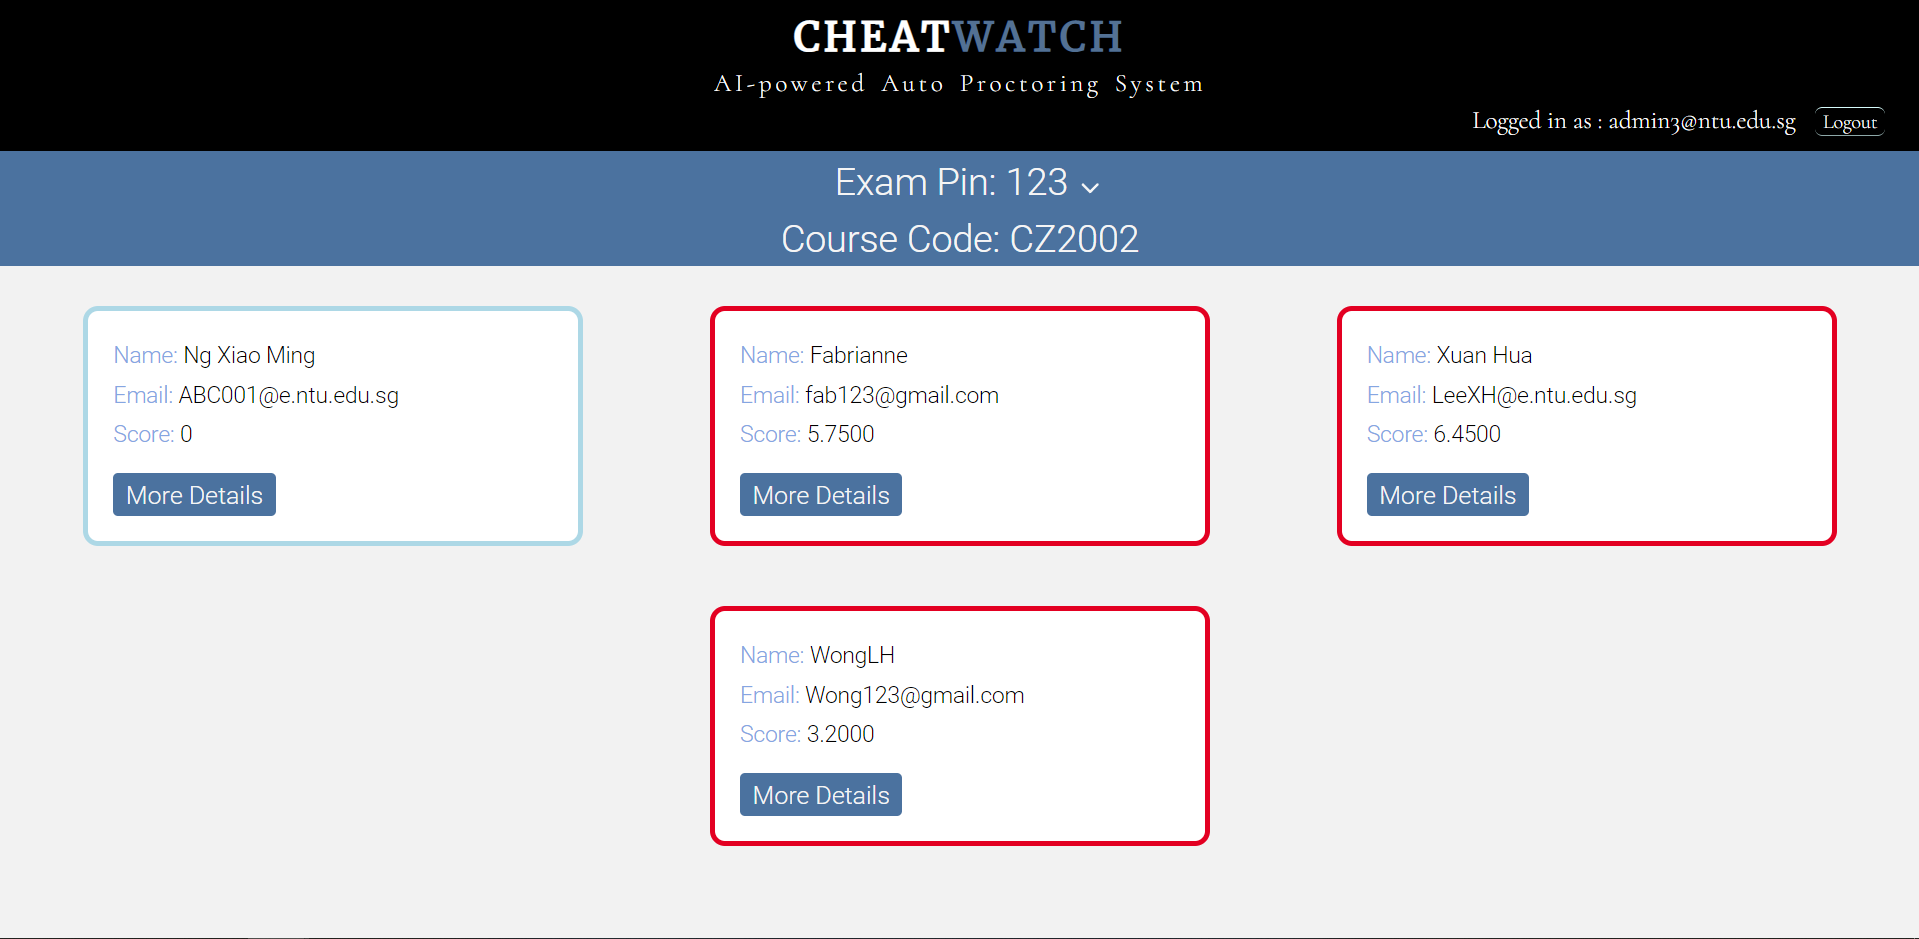 CHEATWATCH
AI-powered Auto Proctoring System
Logged in as : admin3@ntu.edu.sg Logout
Exam Pin: 123
Course Code: CZ2002
Name: Ng Xiao Ming
Email: ABC001@e.ntu.edu.sg
Score: 0
More Details
Name: Fabrianne
Email: fab123@gmail.com
Score: 5.7500
More Details
Name: Xuan Hua
Email: LeeXH@e.ntu.edu.sg
Score: 6.4500
More Details
Name: WongLH
Email: Wong123@gmail.com
Score: 3.2000
More Details